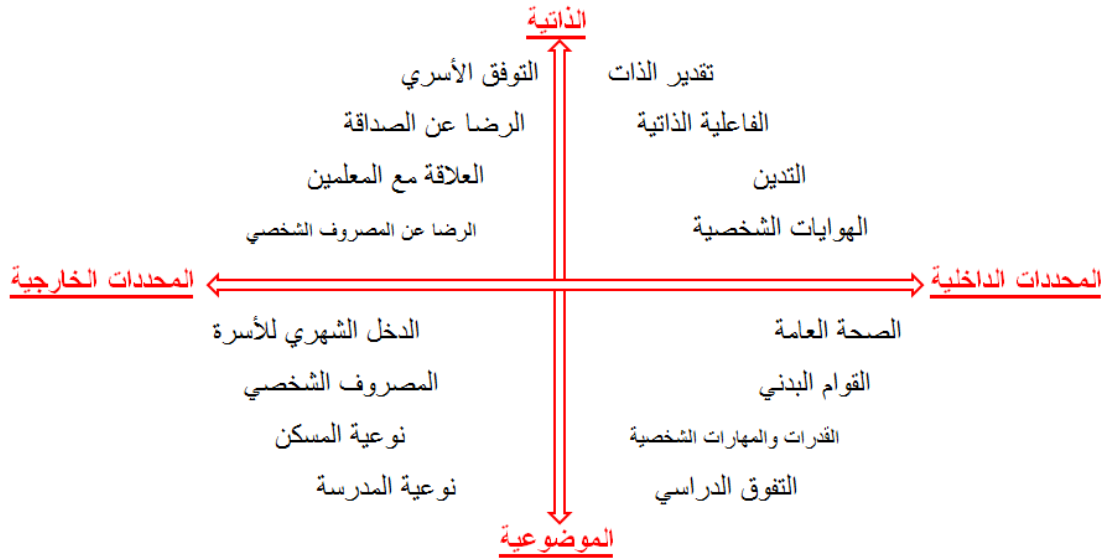 الذاتية
تقدير الذات
التوفق الأسري
الفاعلية الذاتية
الرضا عن الصداقة
التدين
العلاقة مع المعلمين
الهوايات الشخصية
الرضا عن المصروف الشخصي
المحددات الداخلية
المحددات الخارجية
الصحة العامة
الدخل الشهري للأسرة
القوام البدني
المصروف الشخصي
القدرات والمهارات الشخصية
نوعية المسكن
التفوق الدراسي
نوعية المدرسة
الموضوعية